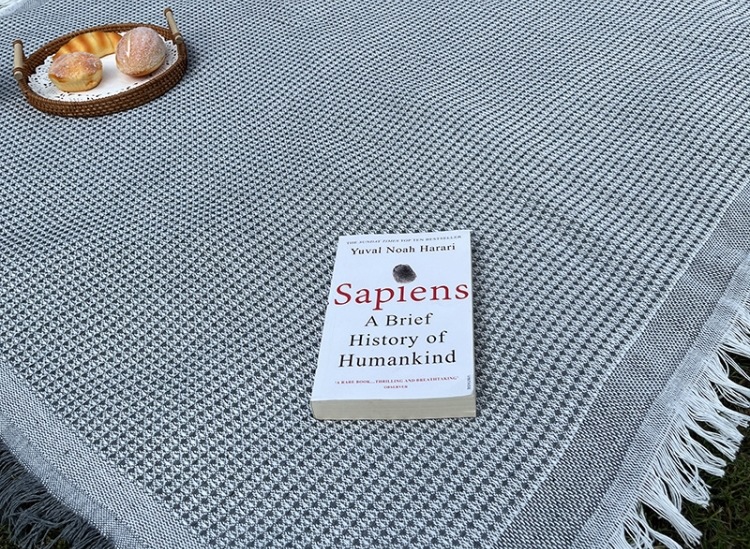 THE SUNDAY TIMES TOP TEN BESTSELLER
Yuval Noah Harari
Sapiens
A Brief
History of
Humankind
'A RARE BOOK... THRILLING AND BREATHTAKING'
OBSERVER